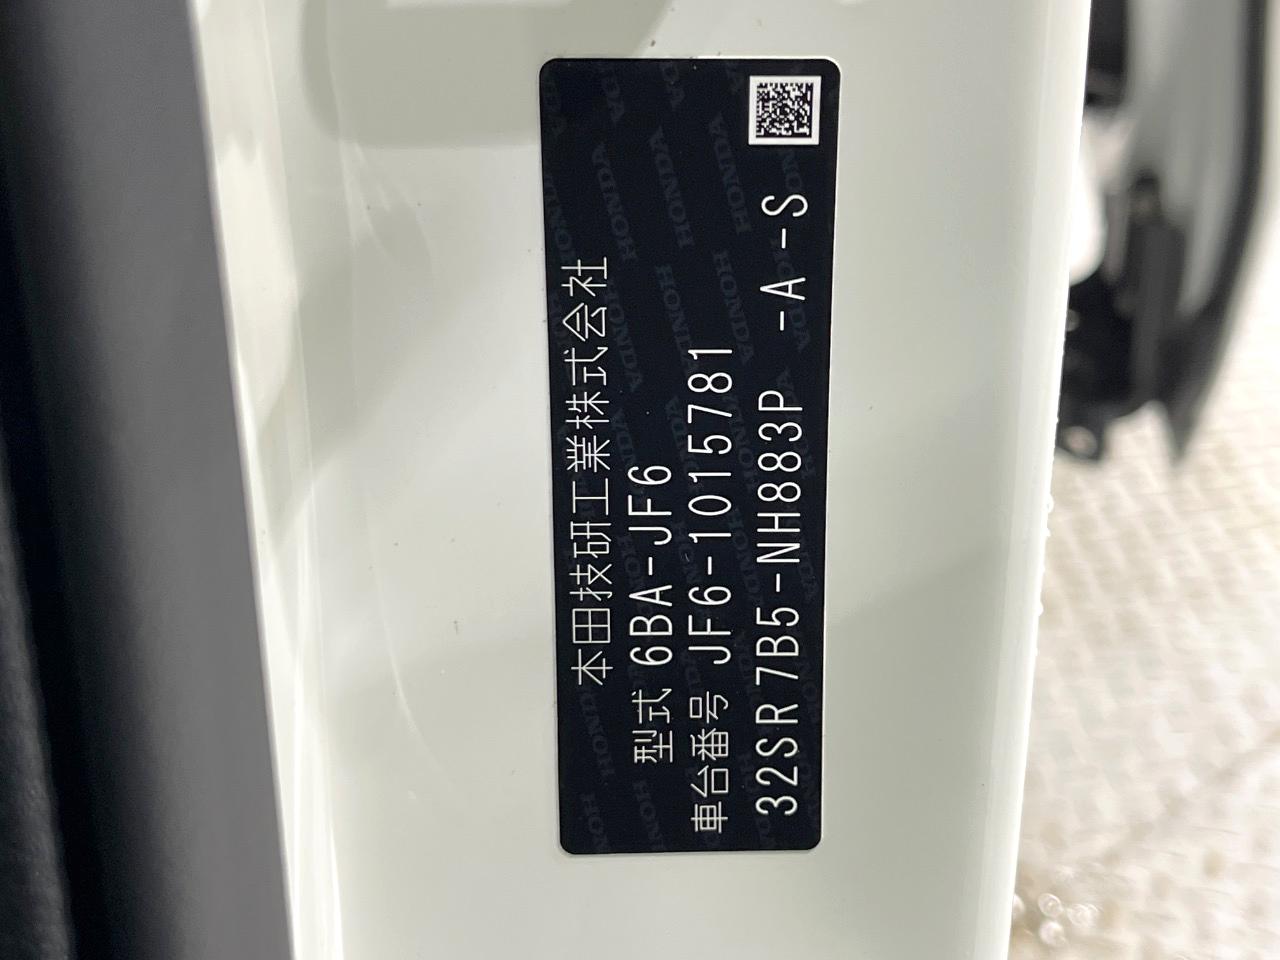 本田技研工業株式会社
型式 6BA-JF6
車台番号 JF6-1015781
32SR 7B5-NH883P -A-S